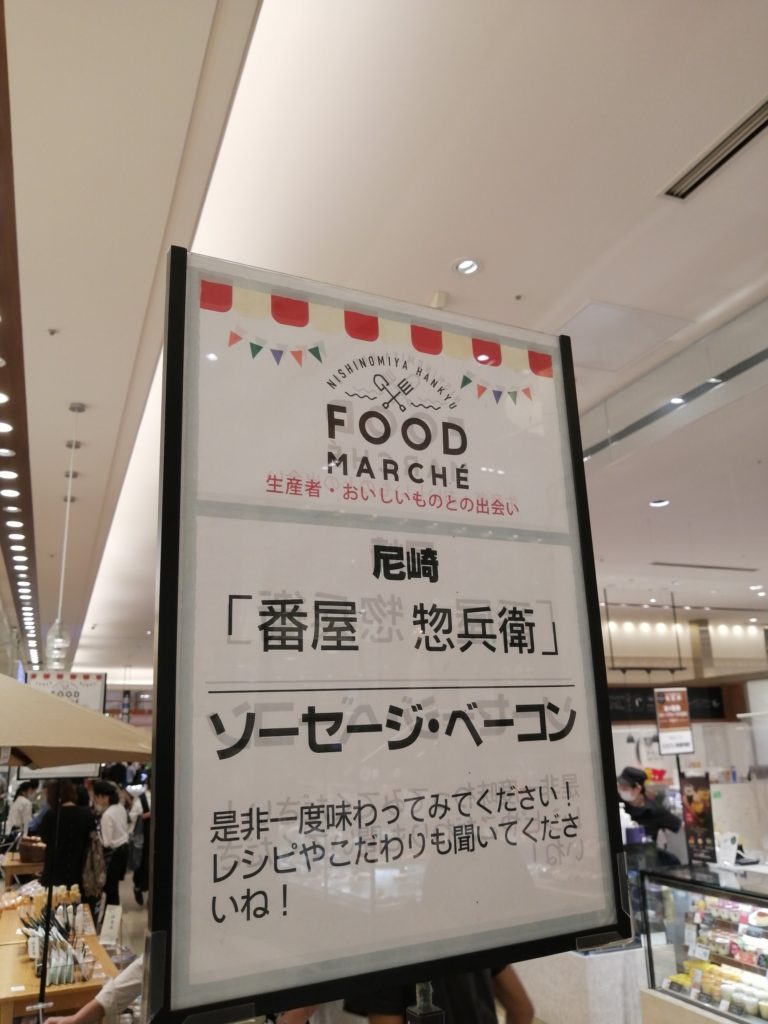 NISHINOMIYA HANKYU
FOOD
MARCHÉ
生産者・おいしいものとの出会い
尼崎
「番屋 惣兵衛」
ソーセージ・ベーコン
是非一度味わってみてください！
レシピやこだわりも聞いてくださ
いね！
FOOD